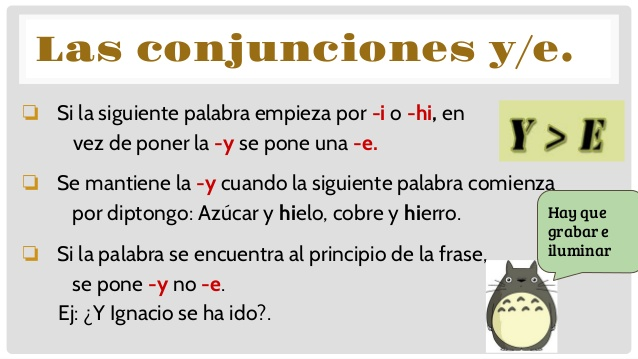 Las conjunciones y/e.
Si la siguiente palabra empieza por -i o -hi, en
vez de poner la -y se pone una -e.
Y > E
Se mantiene la -y cuando la siguiente palabra comienza
por diptongo: Azúcar y hielo, cobre y hierro.
Hay que
grabar e
iluminar
Si la palabra se encuentra al principio de la frase,
se pone -y no -e.
Ej: ¿Y Ignacio se ha ido?.